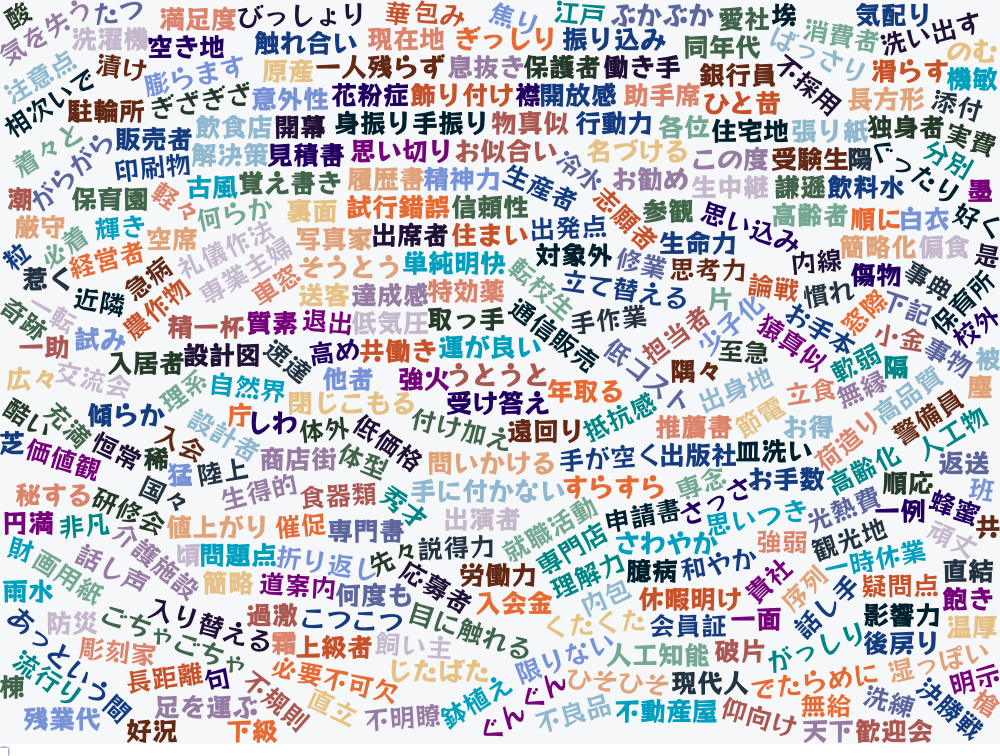 酸
気を失う
たつ
満足度
びっしょり
華包み
焦り
江戸
ぶかぶか
愛社
埃
消費者
気配り
洗い出す
洗濯機
空き地
触れ合い
現在地
ぎっしり
振り込み
同年代
ばっさり
のむ
注意点
漬け
膨らます
原産
一人残らず
息抜き
保護者
働き手
銀行員
不採用
滑らす
機敏
相次いで
駐輪所
ぎざぎざ
意外性
花粉症
飾り付け
襟
開放感
助手席
ひと昔
長方形
添付
着々と
がらがら
販売者
飲食店
開幕
身振り手振り
物真似
行動力
各位
住宅地
張り紙
独身者
実費
印刷物
解決策
見積書
思い切り
お似合い
冷水
名づける
この度
受験生
陽
ぐったり
分別
潮
保育園
軽々
古風
覚え書き
履歴書
精神力
生産者
お勧め
生中継
謙遜
飲料水
墨
厳守
輝き
何らか
裏面
試行錯誤
信頼性
志願者
参観
思い込み
高齢者
順に
白衣
好く
粒
必着
空席
礼儀作法
写真家
出席者
住まい
出発点
対象外
生命力
簡略化
偏食
是
惹く
経営者
急病
専業主婦
車窓
そうとう
単純明快
転校生
修業
思考力
内線
傷物
事典
保育所
奇跡
一転
近隣
農作物
送客
達成感
特効薬
立て替える
片
論戦
慣れ
窓際
下記
校外
一助
試み
精一杯
質素
退出
低気圧
取っ手
通信販売
手作業
担当者
少子化
猿真似
お手本
小金
事物
被
入居者
設計図
速達
高め
共働き
運が良い
低コスト
至急
軟弱
隔
広々
交流会
理系
自然界
他者
強火
うとうと
年取る
隅々
出身地
立食
無縁
高品質
塵
酷い
充満
傾らか
庁
しわ
閉じこもる
受け答え
抵抗感
推薦書
節電
お得
荷造り
警備員
人工物
芝
価値観
恒常
稀
入会
設計者
体外
低価格
付け加え
遠回り
猛
陸上
商店街
体型
問いかける
手が空く
出版社
皿洗い
返送
秘する
研修会
国々
生得的
食器類
秀才
手に付かない
すらすら
専念
さっさ
お手数
高齢化
順応
班
円満
非凡
介護施設
値上がり
催促
専門書
出演者
就職活動
申請書
思いつき
光熱費
一例
蜂蜜
共
財
画用紙
話し声
頃
問題点
折り返し
先々
説得力
専門店
さわやか
強弱
観光地
頑丈
雨水
簡略
道案内
何度も
応募者
労働力
理解力
臆病
和やか
貴社
一時休業
直結
防災
ごちゃごちゃ
入り替える
過激
こつこつ
目に触れる
入会金
内包
休暇明け
一面
序列
話し手
疑問点
飽き
あっという間
彫刻家
霜
上級者
飼い主
くたくた
会員証
影響力
温厚
流行り
長距離
句
必要不可欠
じたばた
限りない
人工知能
破片
がっしり
後戻り
湿っぽい
棟
足を運ぶ
不規則
直立
鉢植え
ぐんぐん
ひそひそ
現代人
でたらめに
洗練
決勝戦
明示
残業代
好況
下級
不明瞭
不良品
不動産屋
仰向け
無給
天下
歓迎会
槍